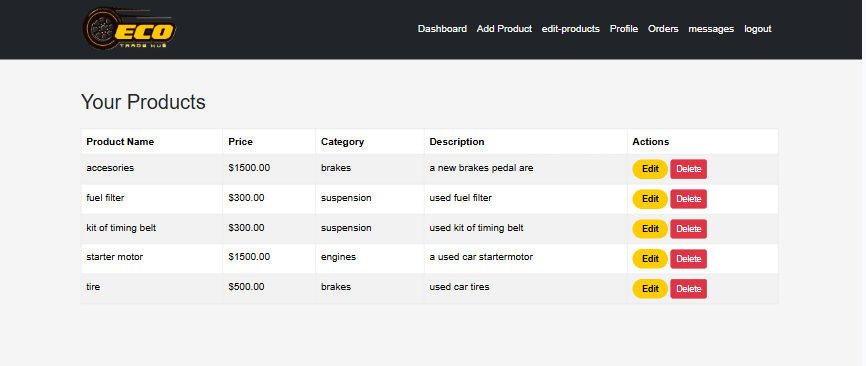 ECO
TRADE HUB
Dashboard Add Product edit-products Profile Orders messages logout
Your Products
Product Name Price Category Description Actions
accesories $1500.00 brakes a new brakes pedal are Edit Delete
fuel filter $300.00 suspension used fuel filter Edit Delete
kit of timing belt $300.00 suspension used kit of timing belt Edit Delete
starter motor $1500.00 engines a used car startermotor Edit Delete
tire $500.00 brakes used car tires Edit Delete